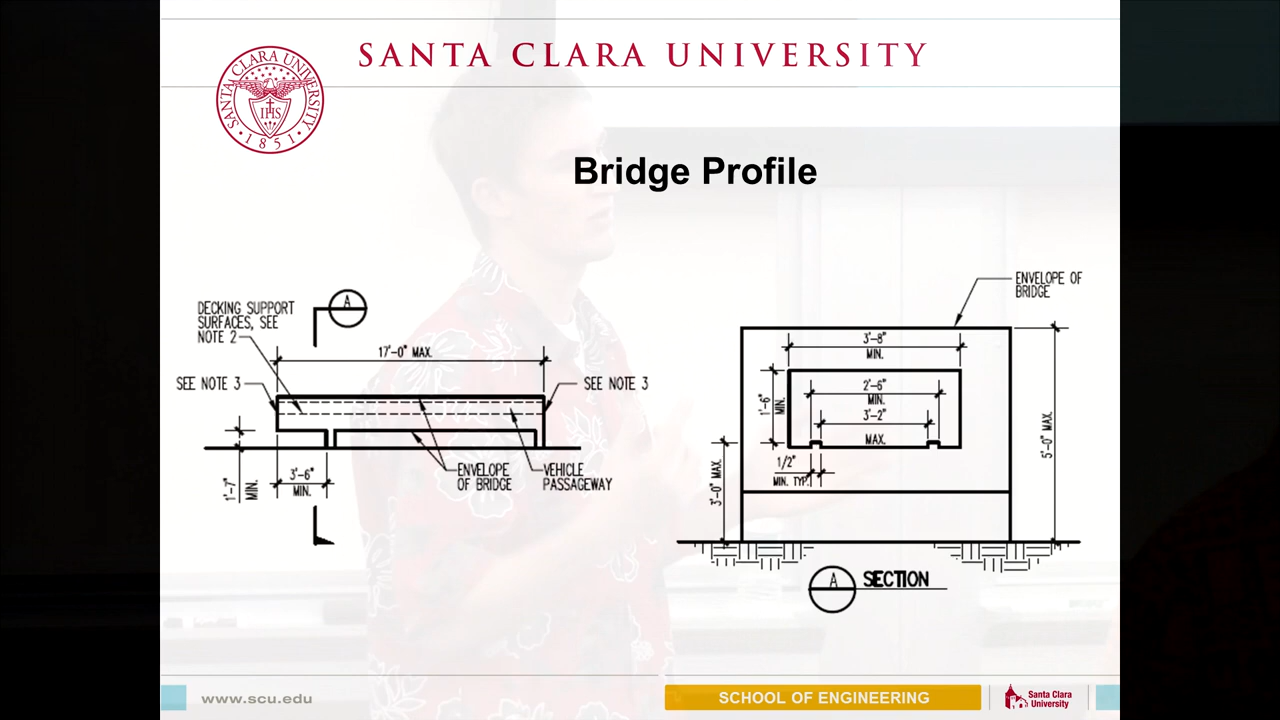 SANTA CLARA UNIVERSITY
SANTA CLARA UNIVERSITY
IHS
• 1851 •
Bridge Profile
DECKING SUPPORT
SURFACES, SEE
NOTE 2
A
17'-0" MAX.
SEE NOTE 3
SEE NOTE 3
3'-6"
MIN.
1'-7"
MIN.
ENVELOPE
OF BRIDGE
VEHICLE
PASSAGEWAY
ENVELOPE OF
BRIDGE
3'-8"
MIN.
1'-6"
MIN.
2'-6"
MIN.
3'-2"
MAX.
1/2"
MIN. TYP.
3'-0" MAX.
5'-0" MAX.
A
SECTION
www.scu.edu
SCHOOL OF ENGINEERING
Santa Clara
University